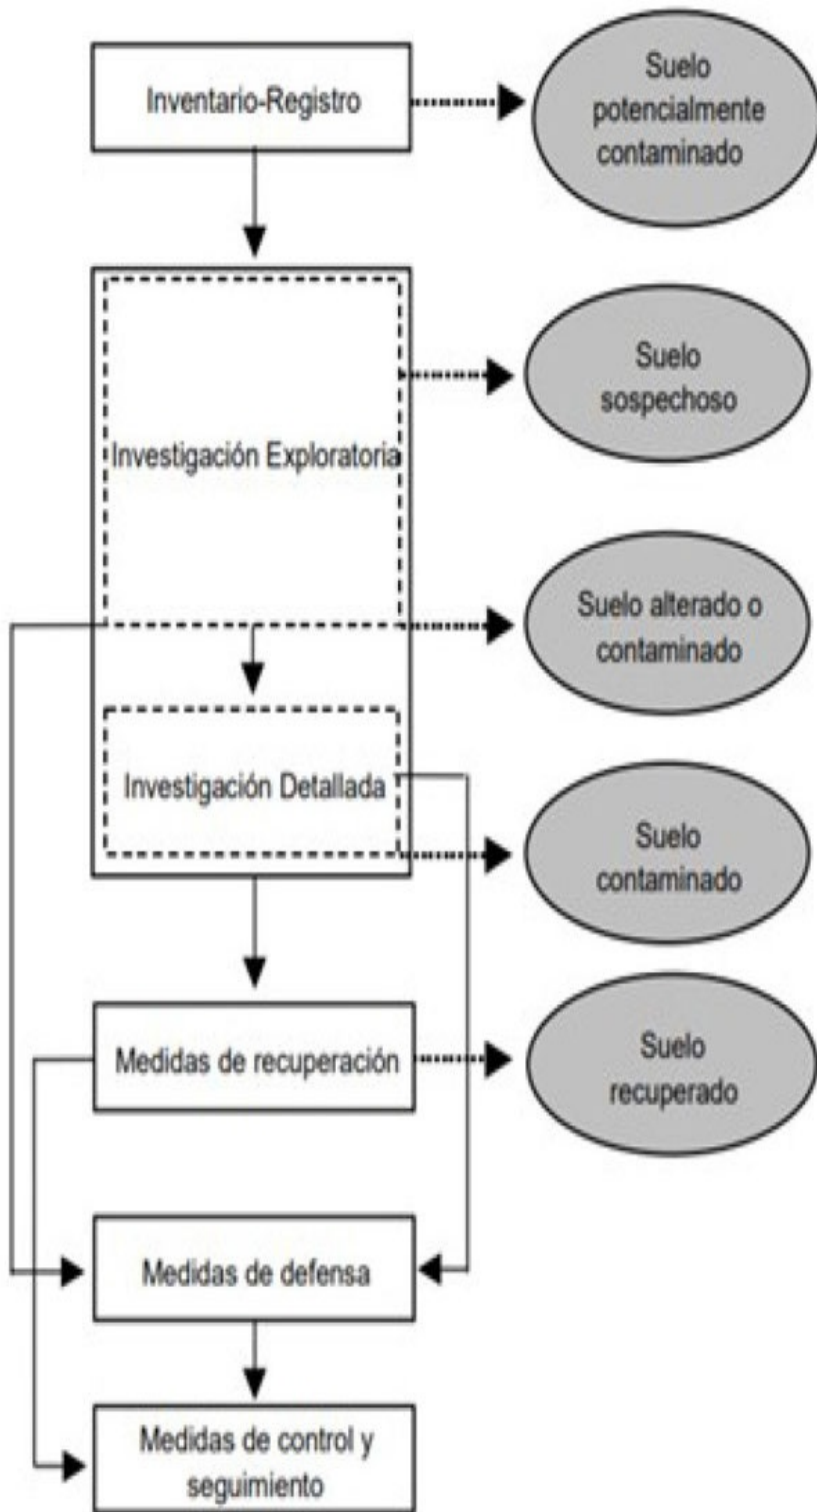 Inventario-Registro
Suelo
potencialmente
contaminado
Suelo
sospechoso
Investigación Exploratoria
Suelo alterado o
contaminado
Investigación Detallada
Suelo
contaminado
Medidas de recuperación
Suelo
recuperado
Medidas de defensa
Medidas de control y
seguimiento